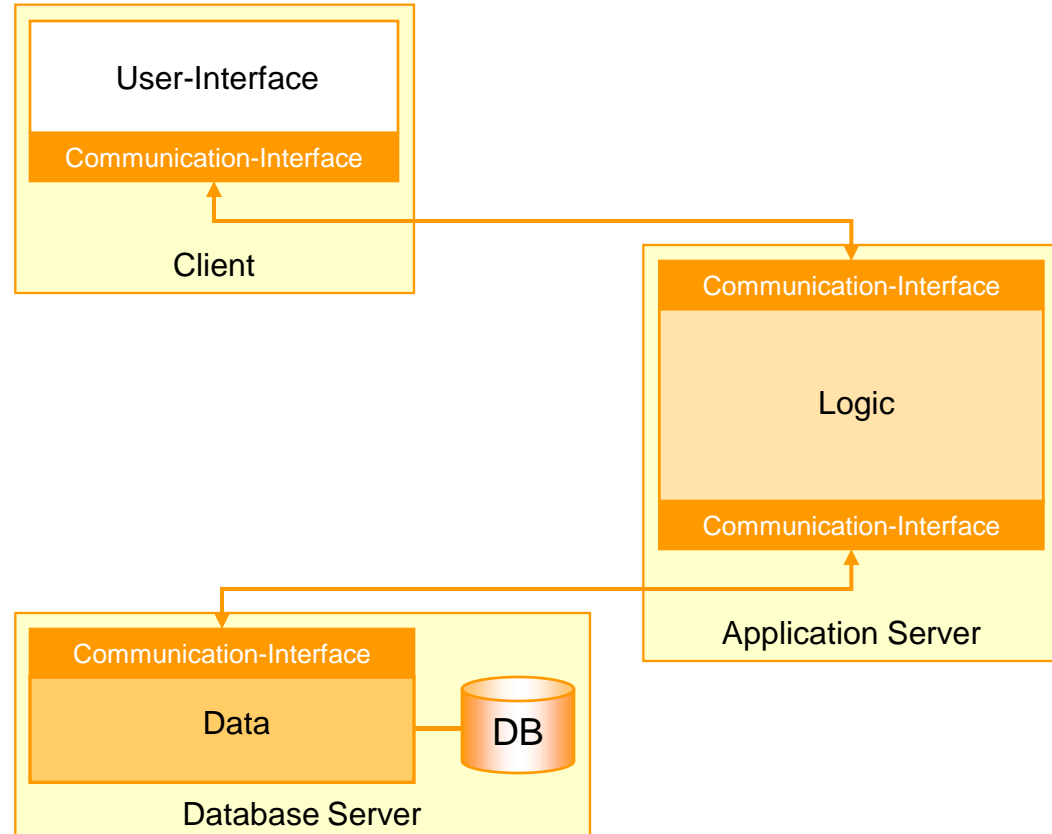 User-Interface
Communication-Interface
Client
Communication-Interface
Logic
Communication-Interface
Application Server
Communication-Interface
Data
DB
Database Server